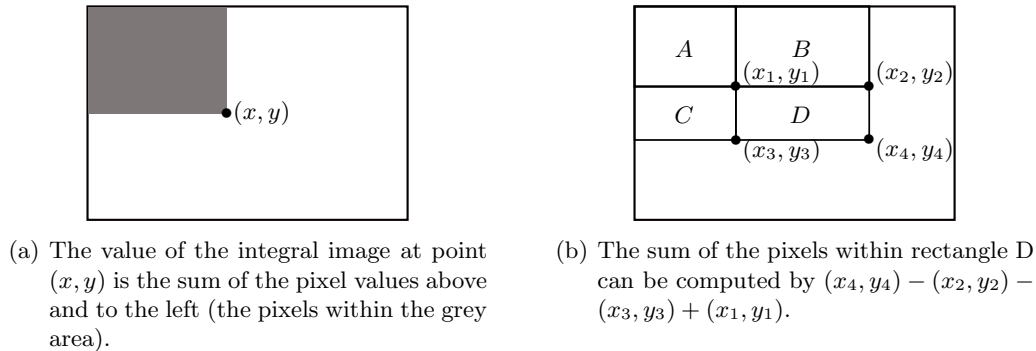 (x, y)
(a) The value of the integral image at point
(x, y) is the sum of the pixel values above
and to the left (the pixels within the grey
area).
A
B
(x₁, y₁)
(x₂, y₂)
C
D
(x₃, y₃)
(x₄, y₄)
(b) The sum of the pixels within rectangle D
can be computed by (x₄, y₄) − (x₂, y₂) −
(x₃, y₃) + (x₁, y₁).